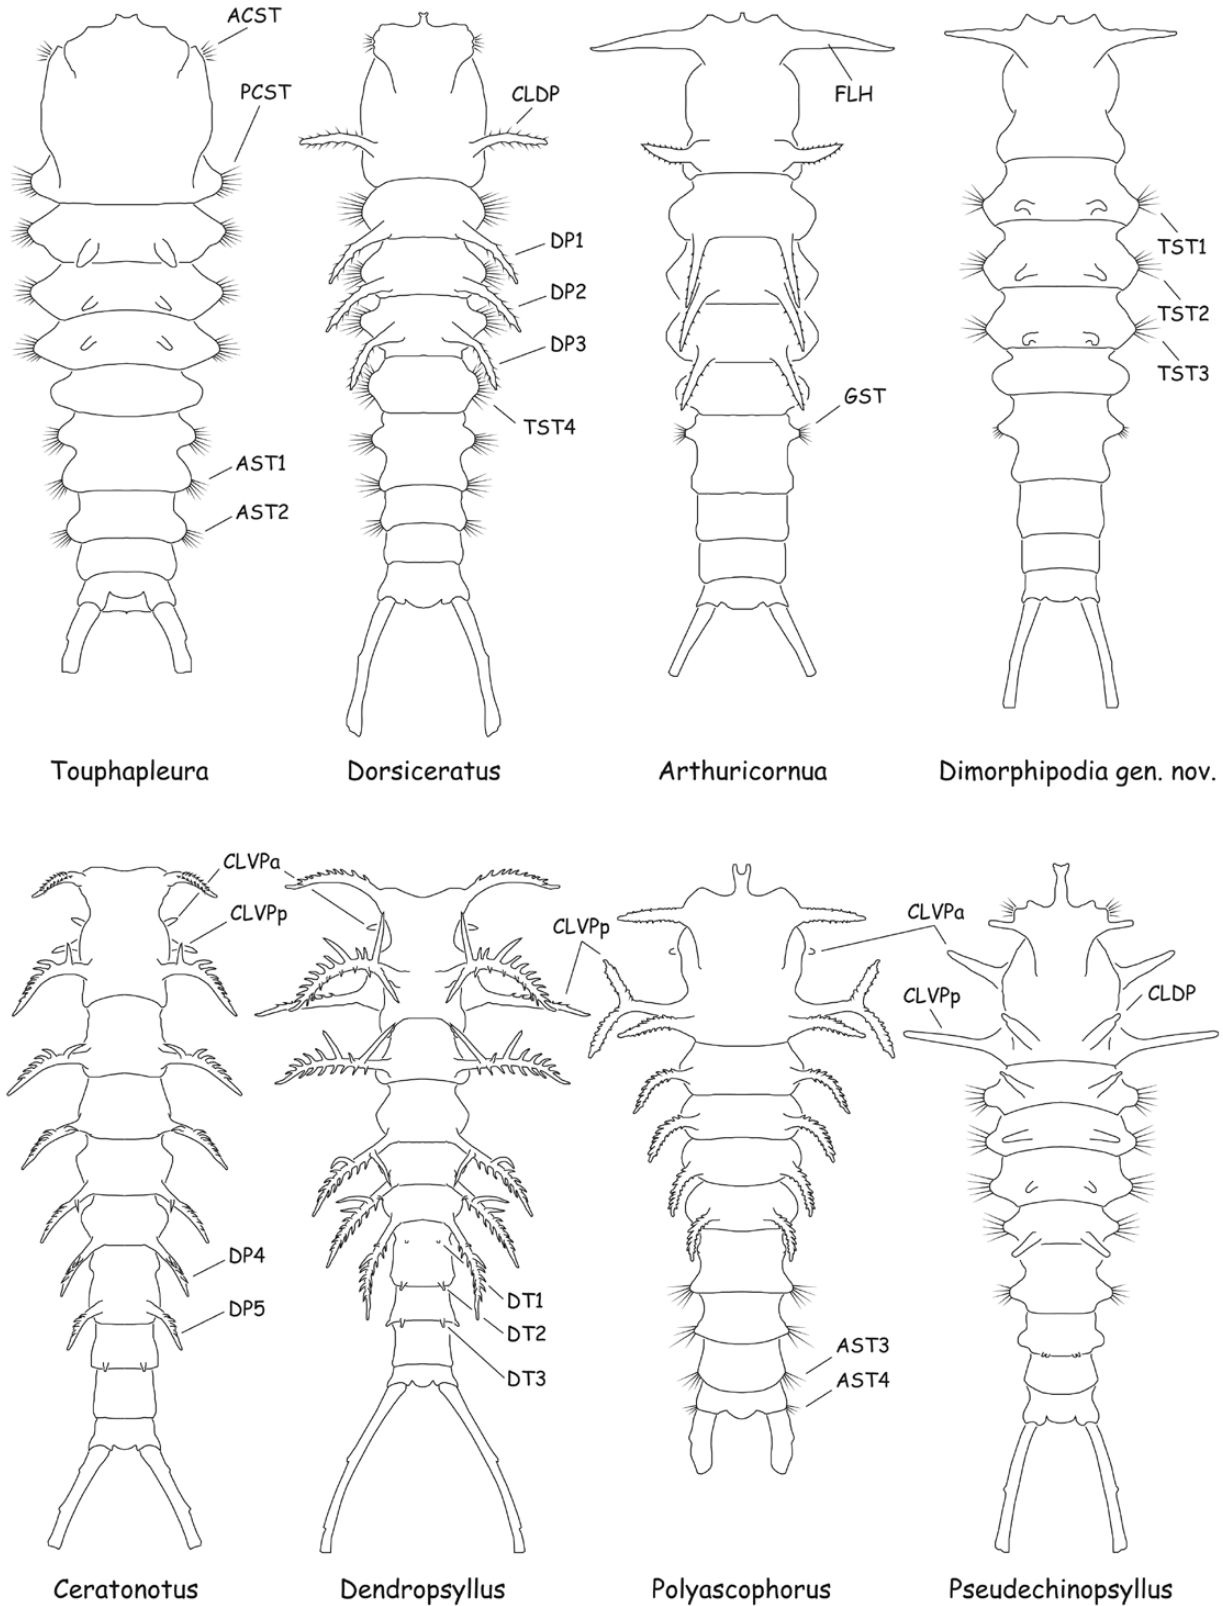 ACST
PCST
AST1
AST2
Touphapleura
CLDP
DP1
DP2
DP3
TST4
Dorsiceratus
FLH
GST
Arthuricornua
TST1
TST2
TST3
Dimorphipodia gen. nov.
CLVPa
CLVPp
DP4
DP5
Ceratonotus
CLVPp
DT1
DT2
DT3
Dendropsyllus
CLVPa
AST3
AST4
Polyascophorus
CLVPp
CLDP
Pseudechinopsyllus